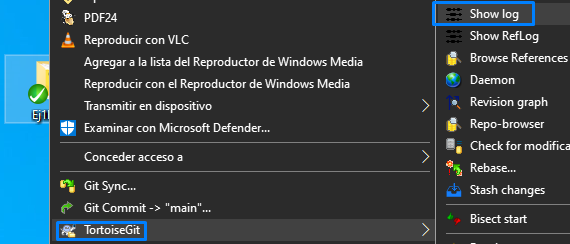 PDF24
Reproducir con VLC
Agregar a la lista del Reproductor de Windows Media
Reproducir con el Reproductor de Windows Media
Transmitir en dispositivo
Examinar con Microsoft Defender...
Conceder acceso a
Git Sync...
Git Commit -> "main"...
TortoiseGit
Show log
Show RefLog
Browse References
Daemon
Revision graph
Repo-browser
Check for modifica
Rebase...
Stash changes
Bisect start